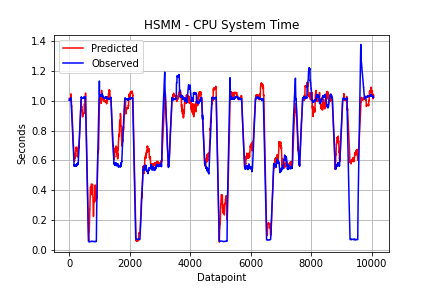 HSMM - CPU System Time
Predicted
Observed
Seconds
1.4
1.2
1.0
0.8
0.6
0.4
0.2
0.0
0 2000 4000 6000 8000 10000
Datapoint